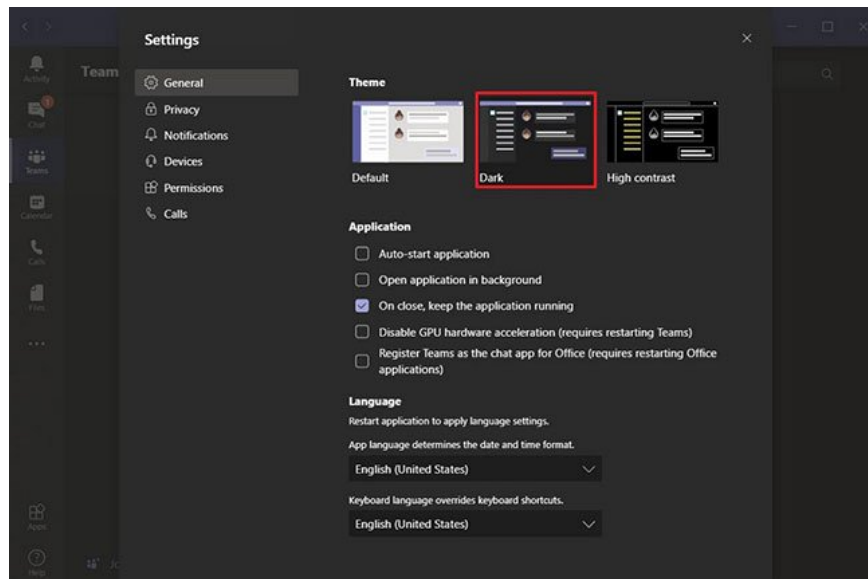 Settings
Activity
Team
Chat
Teams
Calendar
Calls
Files
Apps
Help
General
Privacy
Notifications
Devices
Permissions
Calls
Theme
Default
Dark
High contrast
Application
Auto-start application
Open application in background
On close, keep the application running
Disable GPU hardware acceleration (requires restarting Teams)
Register Teams as the chat app for Office (requires restarting Office
applications)
Language
Restart application to apply language settings.
App language determines the date and time format.
English (United States)
Keyboard language overrides keyboard shortcuts.
English (United States)